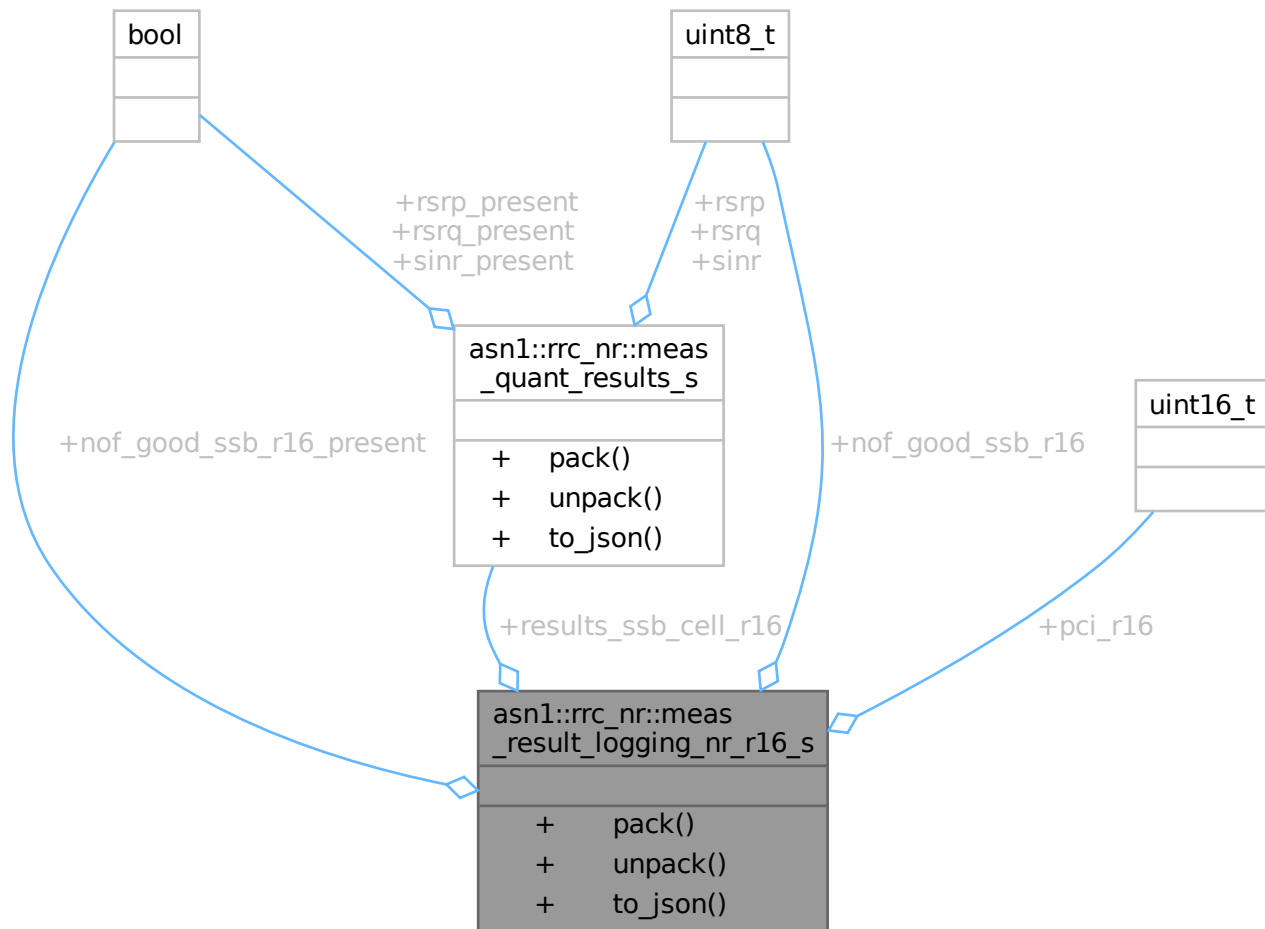 bool
uint8_t
+rsrp_present
+rsrq_present
+sinr_present
+rsrp
+rsrq
+sinr
asn1::rrc_nr::meas
_quant_results_s
+ pack()
+ unpack()
+ to_json()
uint16_t
+nof_good_ssb_r16_present
+nof_good_ssb_r16
+results_ssb_cell_r16
+pci_r16
asn1::rrc_nr::meas
_result_logging_nr_r16_s
+ pack()
+ unpack()
+ to_json()